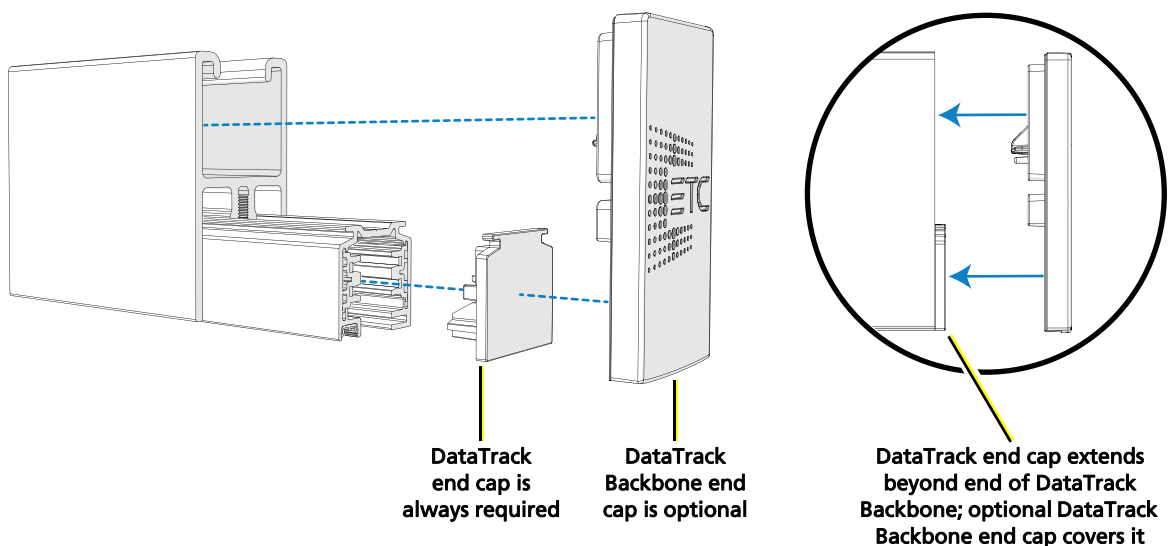 ETC
DataTrack
end cap is
always required
DataTrack
Backbone end
cap is optional
DataTrack end cap extends
beyond end of DataTrack
Backbone; optional DataTrack
Backbone end cap covers it